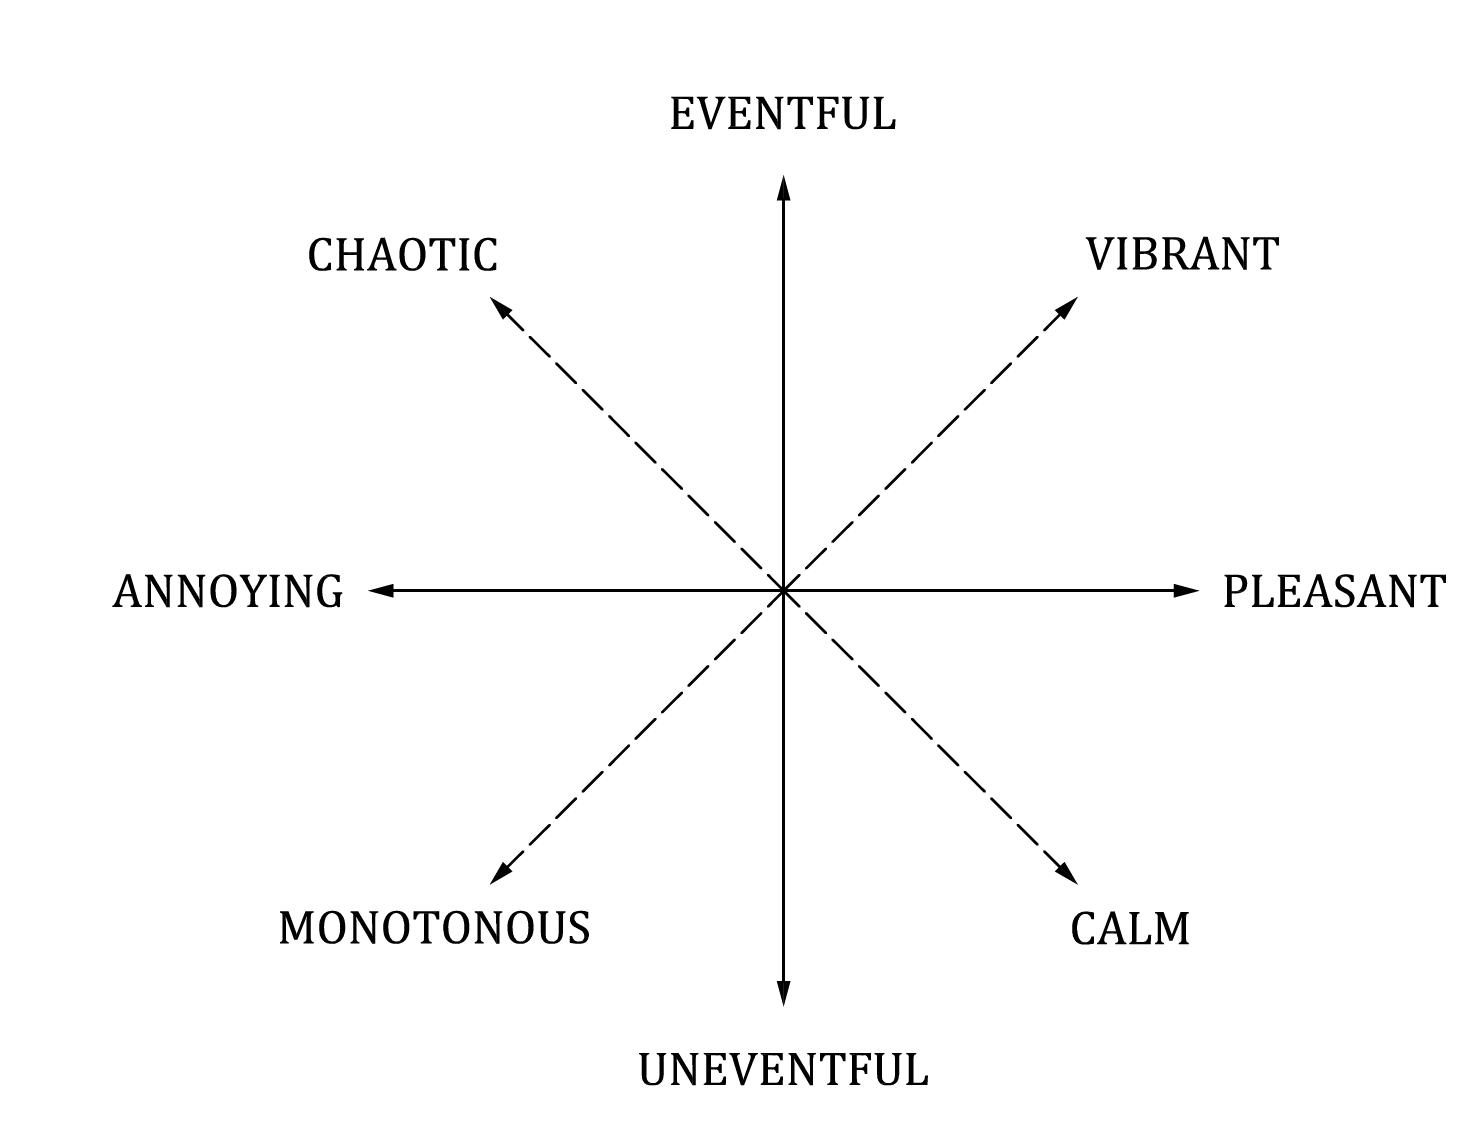 EVENTFUL
CHAOTIC
VIBRANT
ANNOYING
PLEASANT
MONOTONOUS
CALM
UNEVENTFUL